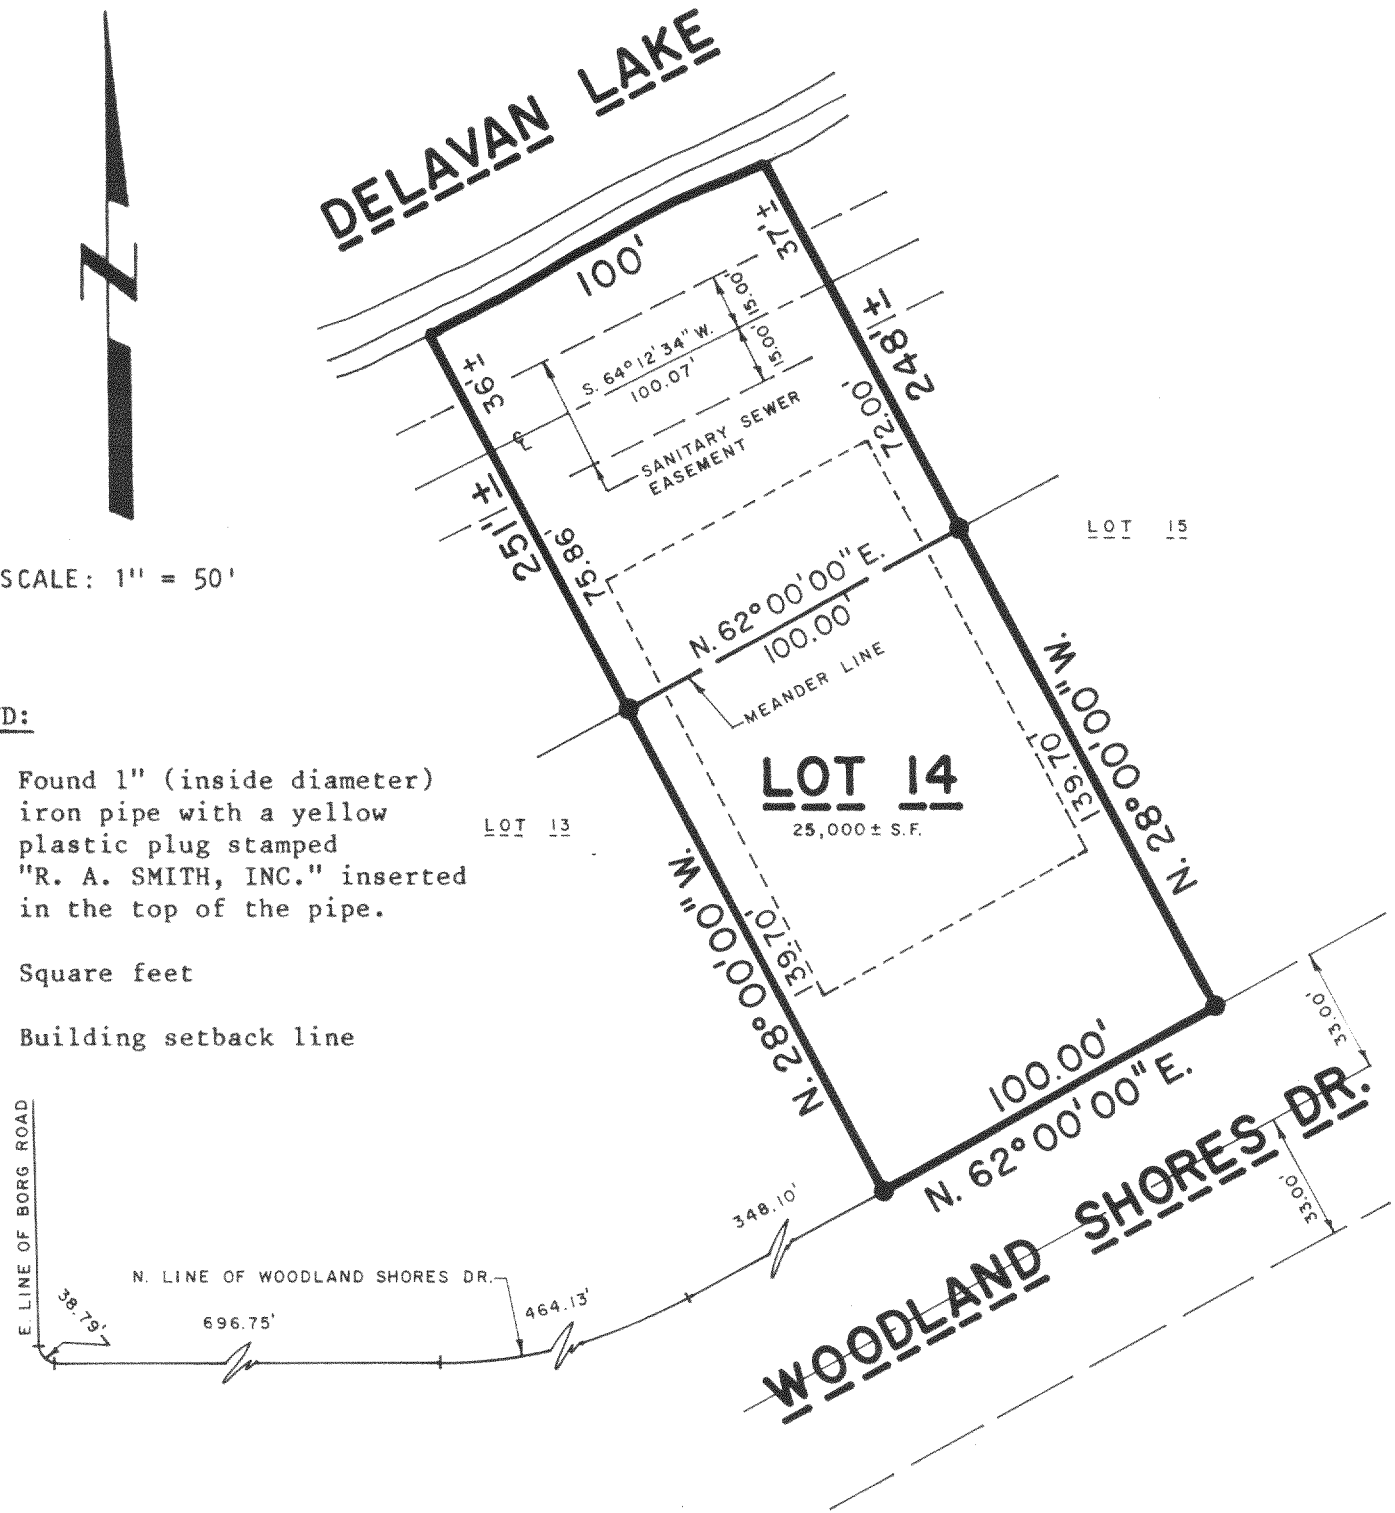 DELAVAN LAKE
N
100'
37'±
36'±
15.00'
15.00'
S. 64° 12' 34" W.
100.07'
248'±
72.00'
℄
SANITARY SEWER
EASEMENT
251'±
75.86'
LOT 15
SCALE: 1" = 50'
N. 62° 00' 00" E.
100.00'
MEANDER LINE
D:
Found 1" (inside diameter)
iron pipe with a yellow
plastic plug stamped
"R. A. SMITH, INC." inserted
in the top of the pipe.
Square feet
Building setback line
LOT 13
LOT 14
25,000 ± S.F.
139.70'
N. 28° 00' 00" W.
139.70'
N. 28° 00' 00" W.
100.00'
N. 62° 00' 00" E.
33.00'
33.00'
WOODLAND SHORES DR.
E. LINE OF BORG ROAD
38.79'
N. LINE OF WOODLAND SHORES DR.
696.75'
464.13'
348.10'